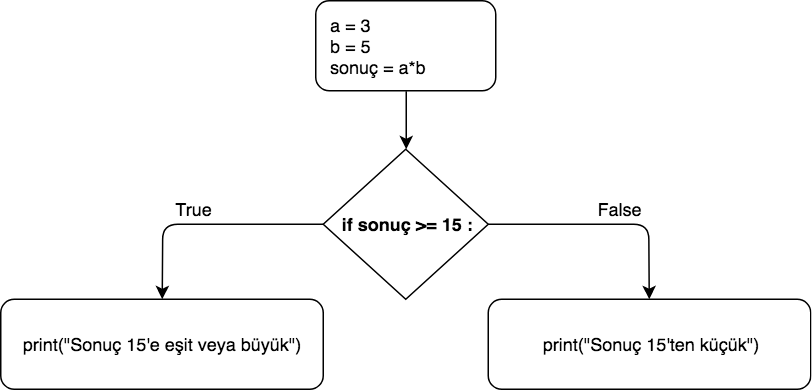 a = 3
b = 5
sonuç = a*b
True
False
if sonuç >= 15 :
print("Sonuç 15'e eşit veya büyük")
print("Sonuç 15'ten küçük")